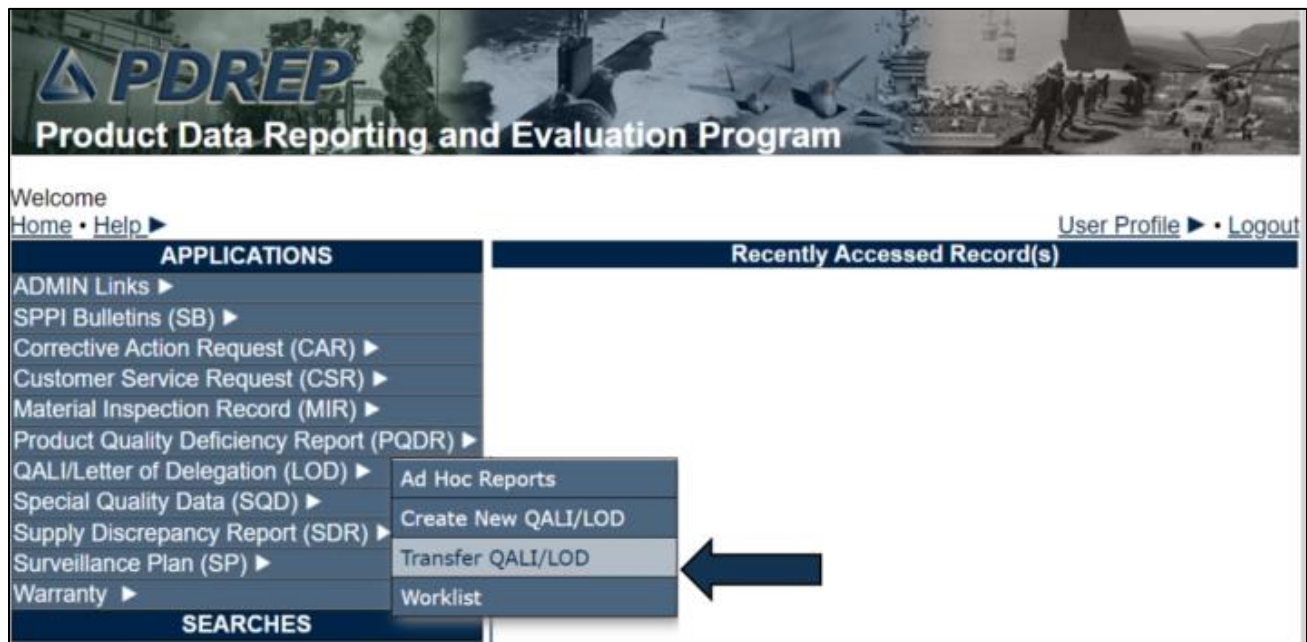 PDREP
Product Data Reporting and Evaluation Program
Welcome
Home • Help ▶
User Profile ▶ • Logout
APPLICATIONS
ADMIN Links ▶
SPPI Bulletins (SB) ▶
Corrective Action Request (CAR) ▶
Customer Service Request (CSR) ▶
Material Inspection Record (MIR) ▶
Product Quality Deficiency Report (PQDR) ▶
QALI/Letter of Delegation (LOD) ▶
Special Quality Data (SQD) ▶
Supply Discrepancy Report (SDR) ▶
Surveillance Plan (SP) ▶
Warranty ▶
SEARCHES
Ad Hoc Reports
Create New QALI/LOD
Transfer QALI/LOD
Worklist
Recently Accessed Record(s)